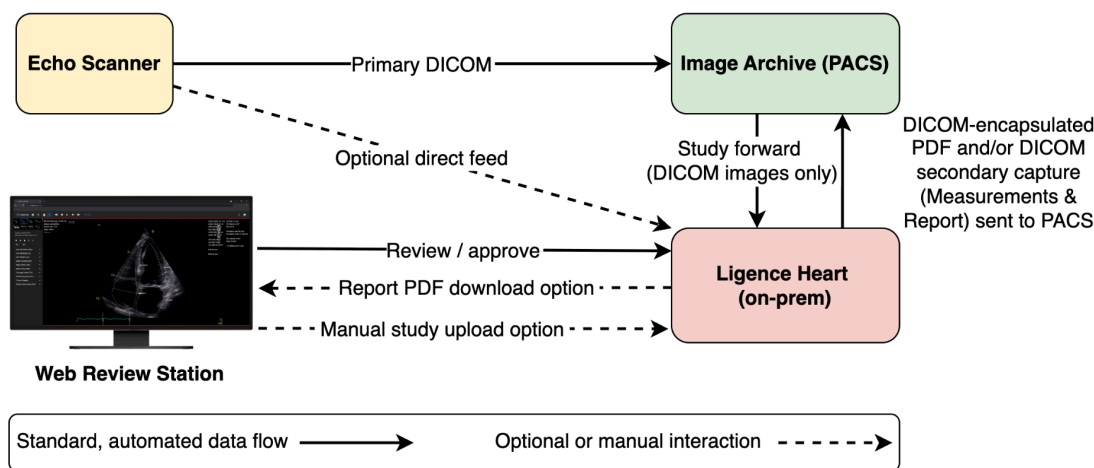 Echo Scanner
Primary DICOM
Image Archive (PACS)
Optional direct feed
Study forward
(DICOM images only)
DICOM-encapsulated
PDF and/or DICOM
secondary capture
(Measurements &
Report) sent to PACS
Review / approve
Report PDF download option
Manual study upload option
Ligence Heart
(on-prem)
Web Review Station
Standard, automated data flow
Optional or manual interaction